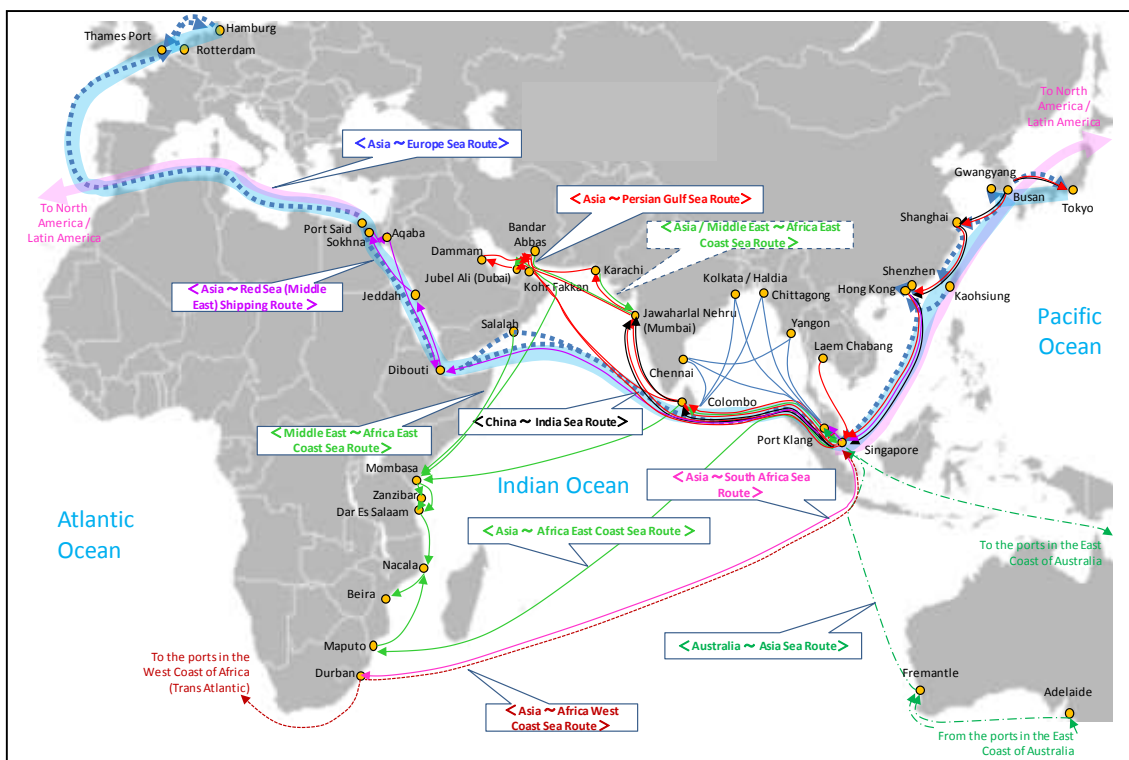 Hamburg
Thames Port
Rotterdam
To North
America /
Latin America
< Asia ~ Europe Sea Route >
Gwangyang
Busan
Tokyo
< Asia ~ Persian Gulf Sea Route >
To North
America /
Latin America
Shanghai
Port Said
Sokhna
Aqaba
Bandar
Abbas
Dammam
< Asia / Middle East ~ Africa East
Coast Sea Route >
Jubel Ali (Dubai)
Karachi
Kohr Fakkan
Kolkata / Haldia
Chittagong
Shenzhen
Hong Kong
Kaohsiung
< Asia ~ Red Sea (Middle
East) Shipping Route >
Jeddah
Salalah
Jawaharlal Nehru
(Mumbai)
Yangon
Laem Chabang
Pacific
Ocean
Dibouti
Chennai
Colombo
< Middle East ~ Africa East
Coast Sea Route >
< China ~ India Sea Route >
Port Klang
Singapore
Mombasa
Zanzibar
Dar Es Salaam
Indian Ocean
< Asia ~ South Africa Sea
Route >
Atlantic
Ocean
< Asia ~ Africa East Coast Sea Route >
To the ports in the East
Coast of Australia
Nacala
Beira
Maputo
< Australia ~ Asia Sea Route >
To the ports in the
West Coast of Africa
(Trans Atlantic)
Durban
Fremantle
Adelaide
< Asia ~ Africa West
Coast Sea Route >
From the ports in the East
Coast of Australia